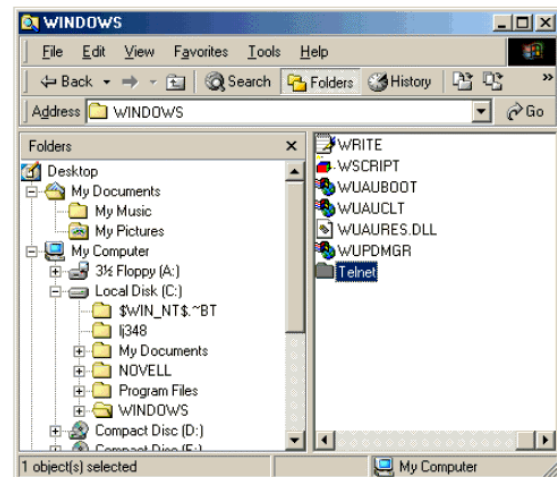 WINDOWS
File Edit View Favorites Tools Help
Back Search Folders History »
Address WINDOWS Go
Folders
Desktop
My Documents
My Music
My Pictures
My Computer
3½ Floppy (A:)
Local Disk (C:)
$WIN_NT$.~BT
lj348
My Documents
NOVELL
Program Files
WINDOWS
Compact Disc (D:)
Compact Disc (E:)
WRITE
WSCRIPT
WUAUBOOT
WUAUCLT
WUAURES.DLL
WUPDMGR
Telnet
1 object(s) selected My Computer